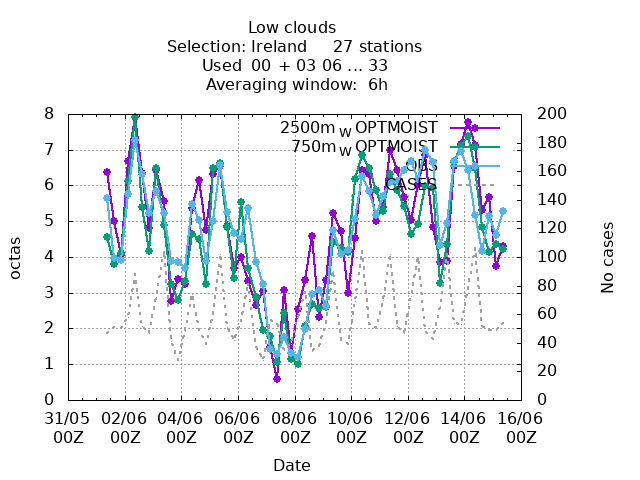 Low clouds
Selection: Ireland 27 stations
Used 00 + 03 06 ... 33
Averaging window: 6h
2500m W OPTMOIST
750m W OPTMOIST
OBS
CASES
octas
8
7
6
5
4
3
2
1
0
No cases
200
180
160
140
120
100
80
60
40
20
0
31/05 02/06 04/06 06/06 08/06 10/06 12/06 14/06 16/06
00Z 00Z 00Z 00Z 00Z 00Z 00Z 00Z 00Z
Date